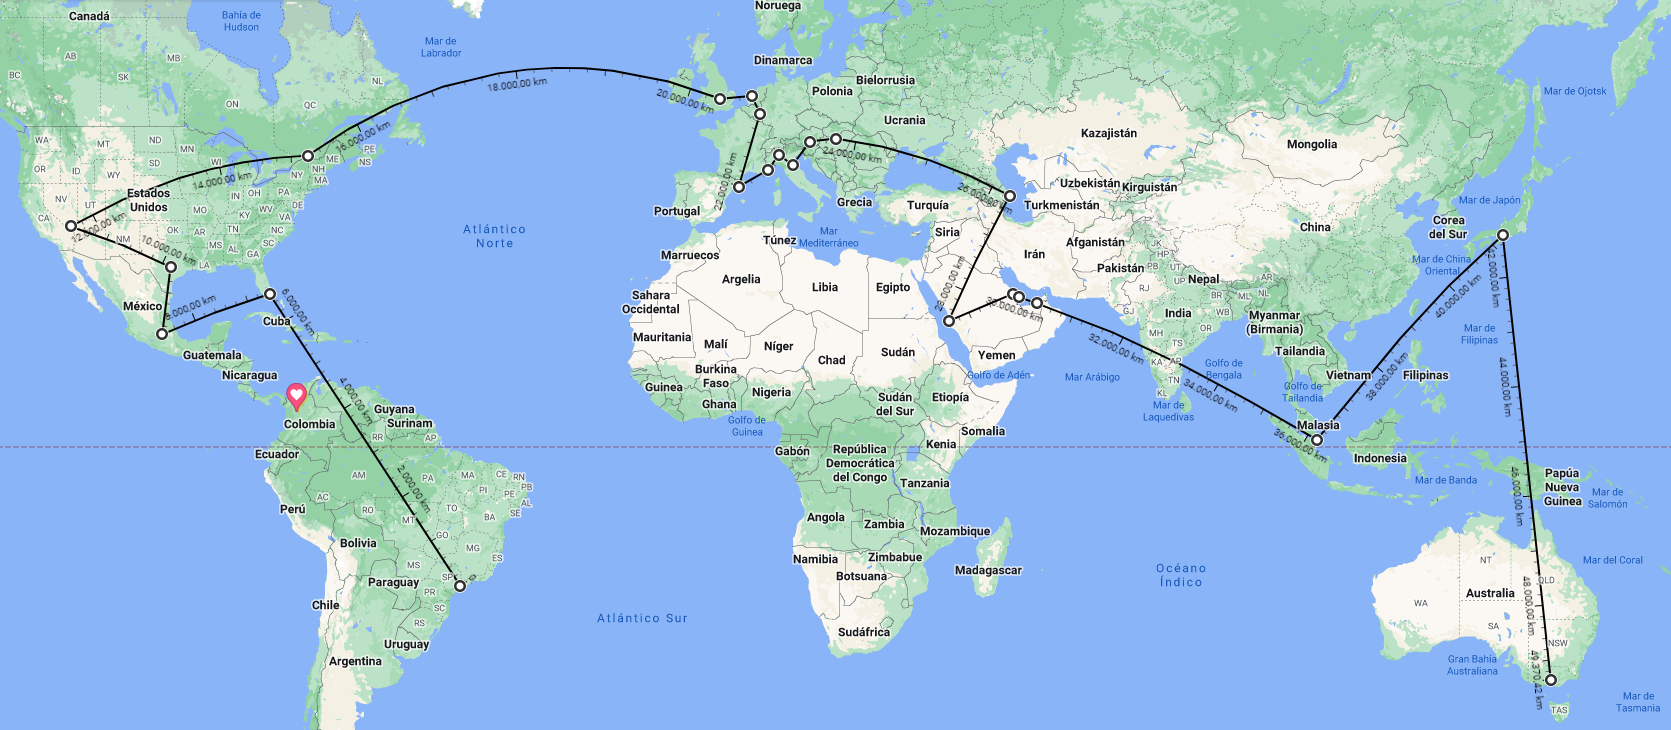 Canadá
Bahía de
Hudson
Mar de
Labrador
Noruega
Dinamarca
Bielorrusia
Polonia
Ucrania
Kazajistán
Mongolia
Mar de Ojotsk
BC
AB
SK
MB
ON
QC
NL
PE
NS
ME
NH
MA
NY
WA
MT
ND
MN
SD
WI
OR
ID
WY
NV
UT
CA
NM
Estados
Unidos
OH
PA
IN
WV
DE
VA
KY
MO
NC
TN
OK
AR
SC
MS
AL
GA
LA
18.000,00 km
20.000,00 km
16.000,00 km
14.000,00 km
12.000,00 km
10.000,00 km
8.000,00 km
6.000,00 km
4.000,00 km
2.000,00 km
0
22.000,00 km
24.000,00 km
26.000,00 km
28.000,00 km
30.000,00 km
32.000,00 km
34.000,00 km
36.000,00 km
38.000,00 km
40.000,00 km
42.000,00 km
44.000,00 km
46.000,00 km
48.000,00 km
49.370,42 km
Portugal
Grecia
Turquía
Uzbekistán
Kirguistán
Turkmenistán
Siria
Irán
Afganistán
Pakistán
China
Corea
del Sur
Mar de Japón
Mar de China
Oriental
Atlántico
Norte
Mar
Mediterráneo
Túnez
Marruecos
Argelia
Libia
Egipto
Sahara
Occidental
Mauritania
Malí
Níger
Chad
Sudán
Yemen
Golfo de Adén
Mar Arábigo
JK
HP
PB
UT
RJ
Nepal
AR
BR
ML
NL
GJ
India
WB
MZ
MH
OR
TS
KA
AP
TN
KL
Myanmar
(Birmania)
Tailandia
Vietnam
Filipinas
Mar de
Filipinas
Golfo de
Bengala
Golfo de
Tailandia
Mar de
Laquedivas
Malasia
Indonesia
México
Cuba
Guatemala
Nicaragua
Colombia
Guyana
Surinam
Ecuador
Perú
Bolivia
Paraguay
Chile
Uruguay
Argentina
RR
AP
AM
PA
MA
CE
RN
PB
PI
PE
AL
SE
AC
RO
TO
BA
MT
GO
MG
ES
MS
SP
PR
SC
RS
Burkina
Faso
Guinea
Ghana
Nigeria
Golfo de
Guinea
Sudán
del Sur
Etiopía
Somalia
Kenia
Gabón
República
Democrática
del Congo
Tanzania
Angola
Zambia
Mozambique
Namibia
Zimbabue
Botsuana
Madagascar
Sudáfrica
Atlántico Sur
Océano
Índico
Mar de Banda
Papúa
Nueva
Guinea
Mar de
Salomón
Mar del Coral
NT
QLD
WA
Australia
SA
NSW
Gran Bahía
Australiana
TAS
Mar de
Tasmania